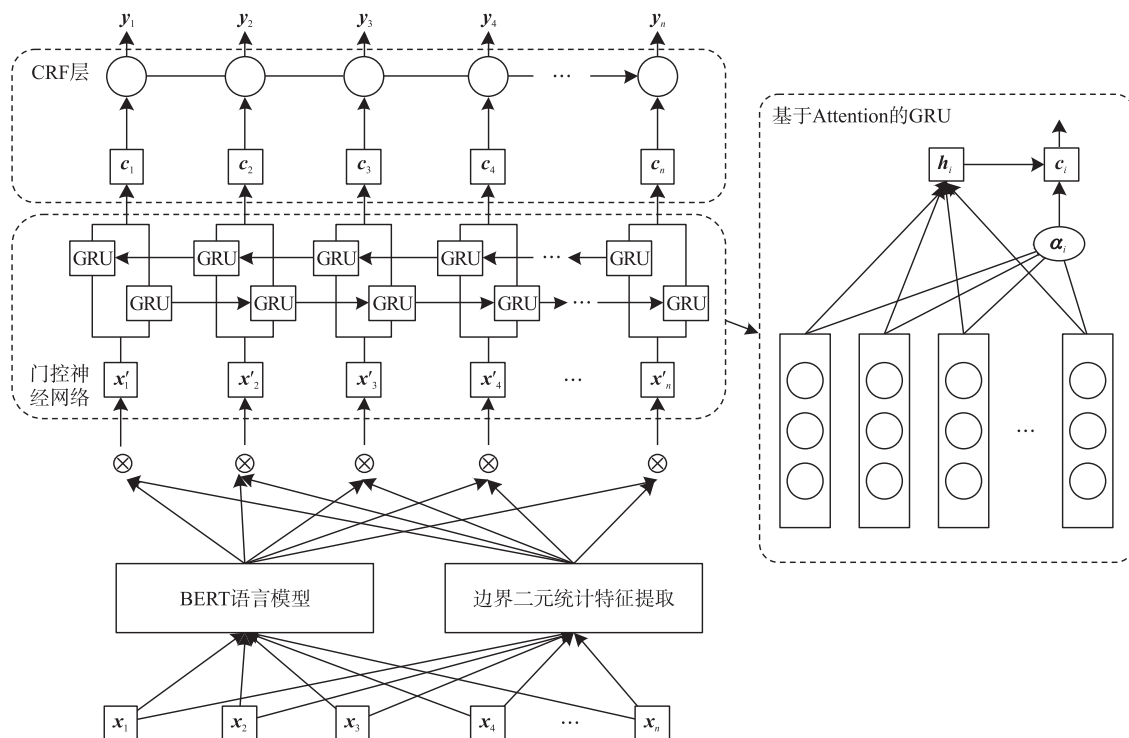 y₁ y₂ y₃ y₄ yₙ
CRF层
...
c₁ c₂ c₃ c₄ cₙ
GRU GRU GRU GRU ... GRU
GRU GRU GRU GRU ... GRU
门控神
经网络
x′₁ x′₂ x′₃ x′₄ ... x′ₙ
⊗ ⊗ ⊗ ⊗ ⊗
BERT语言模型 边界二元统计特征提取
x₁ x₂ x₃ x₄ ... xₙ
基于Attention的GRU
hᵢ cᵢ
αᵢ
...